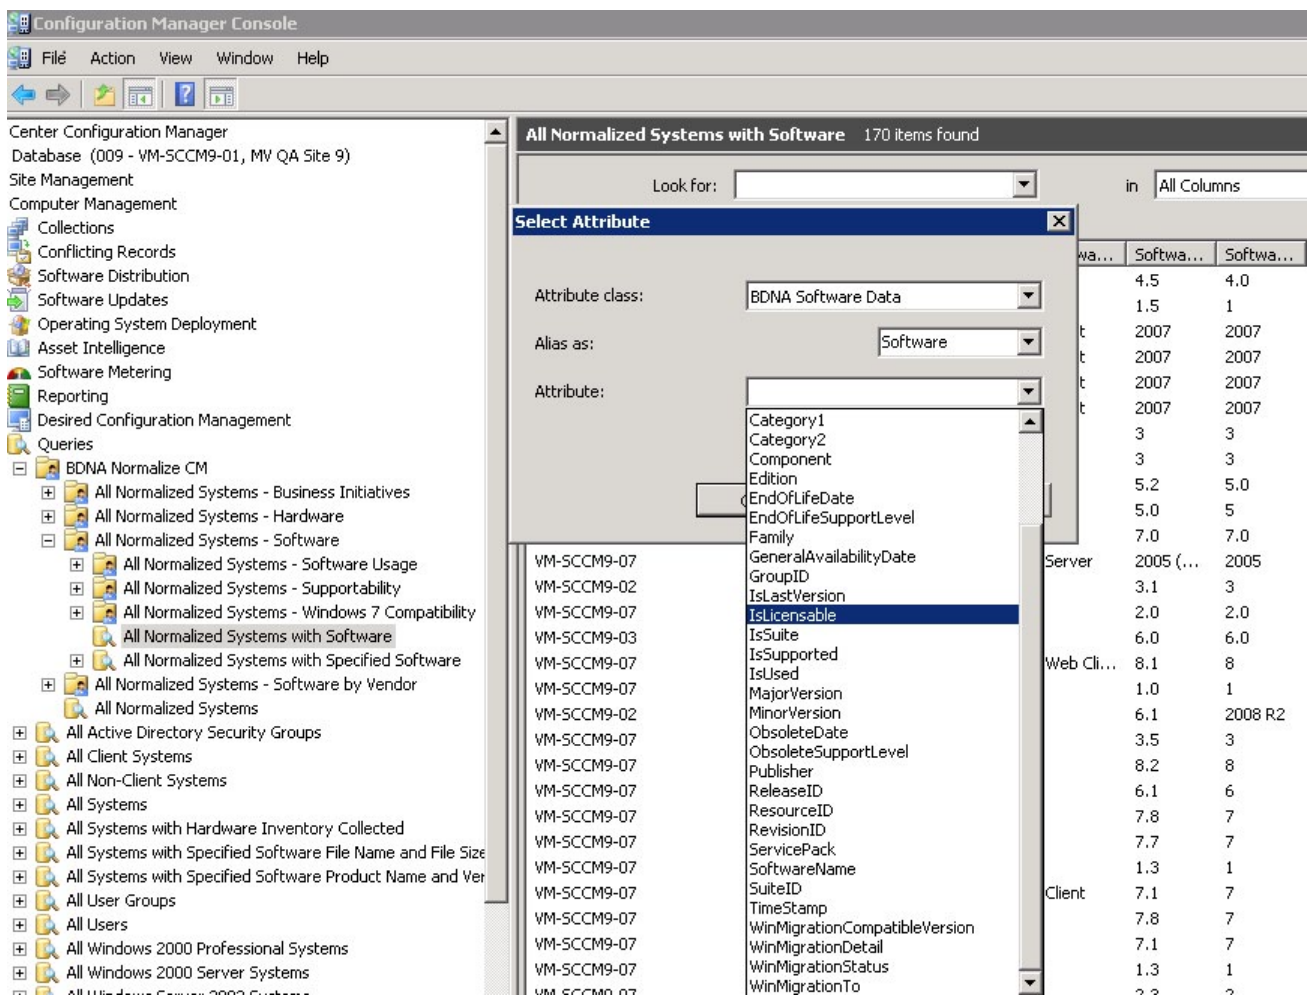 Configuration Manager Console
File Action View Window Help
Center Configuration Manager
Database (009 - VM-SCCM9-01, MV QA Site 9)
Site Management
Computer Management
Collections
Conflicting Records
Software Distribution
Software Updates
Operating System Deployment
Asset Intelligence
Software Metering
Reporting
Desired Configuration Management
Queries
BDNA Normalize CM
All Normalized Systems - Business Initiatives
All Normalized Systems - Hardware
All Normalized Systems - Software
All Normalized Systems - Software Usage
All Normalized Systems - Supportability
All Normalized Systems - Windows 7 Compatibility
All Normalized Systems with Software
All Normalized Systems with Specified Software
All Normalized Systems - Software by Vendor
All Normalized Systems
All Active Directory Security Groups
All Client Systems
All Non-Client Systems
All Systems
All Systems with Hardware Inventory Collected
All Systems with Specified Software File Name and File Size
All Systems with Specified Software Product Name and Ver
All User Groups
All Users
All Windows 2000 Professional Systems
All Windows 2000 Server Systems
All Normalized Systems with Software 170 items found
Look for: in All Columns
Select Attribute
Attribute class: BDNA Software Data
Alias as: Software
Attribute:
Category1
Category2
Component
Edition
EndOfLifeDate
EndOfLifeSupportLevel
Family
GeneralAvailabilityDate
GroupID
IsLastVersion
IsLicensable
IsSuite
IsSupported
IsUsed
MajorVersion
MinorVersion
ObsoleteDate
ObsoleteSupportLevel
Publisher
ReleaseID
ResourceID
RevisionID
ServicePack
SoftwareName
SuiteID
TimeStamp
WinMigrationCompatibleVersion
WinMigrationDetail
WinMigrationStatus
WinMigrationTo
wa... Softwa... Softwa...
4.5 4.0
1.5 1
t 2007 2007
t 2007 2007
t 2007 2007
t 2007 2007
3 3
3 3
5.2 5.0
5.0 5
7.0 7.0
VM-SCCM9-07 Server 2005 (... 2005
VM-SCCM9-02 3.1 3
VM-SCCM9-07 2.0 2.0
VM-SCCM9-03 6.0 6.0
VM-SCCM9-07 Web Cli... 8.1 8
VM-SCCM9-07 1.0 1
VM-SCCM9-02 6.1 2008 R2
VM-SCCM9-07 3.5 3
VM-SCCM9-07 8.2 8
VM-SCCM9-07 6.1 6
VM-SCCM9-07 7.8 7
VM-SCCM9-07 7.7 7
VM-SCCM9-07 1.3 1
VM-SCCM9-07 Client 7.1 7
VM-SCCM9-07 7.8 7
VM-SCCM9-07 7.1 7
VM-SCCM9-07 1.3 1